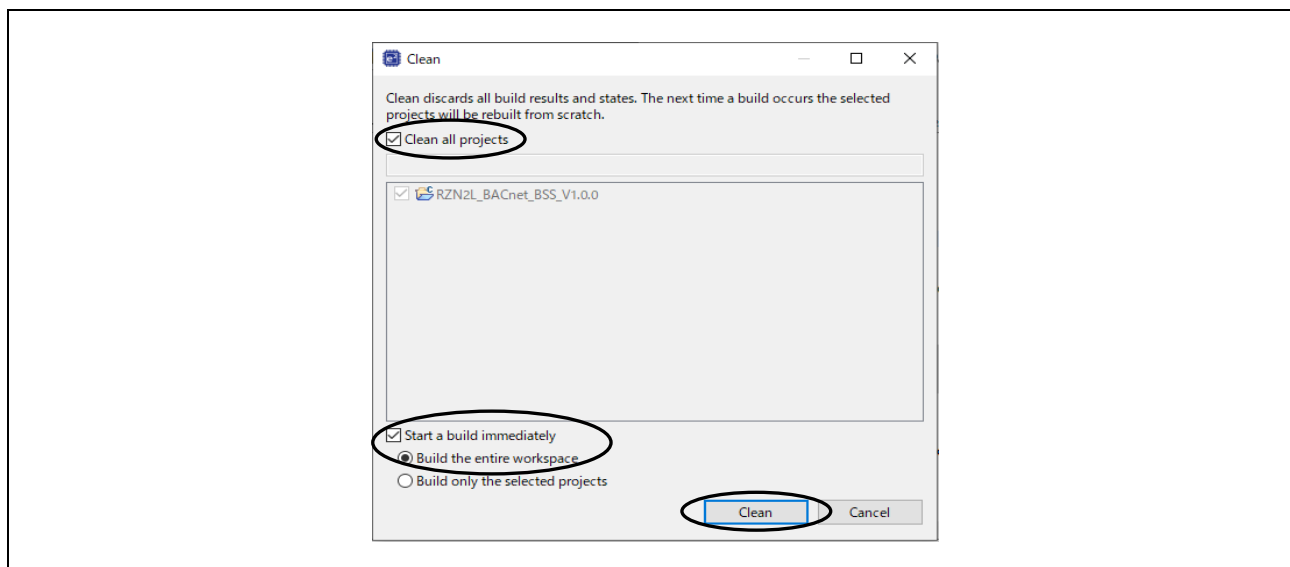 Clean
Clean discards all build results and states. The next time a build occurs the selected
projects will be rebuilt from scratch.
Clean all projects
RZN2L_BACnet_BSS_V1.0.0
Start a build immediately
Build the entire workspace
Build only the selected projects
Clean Cancel